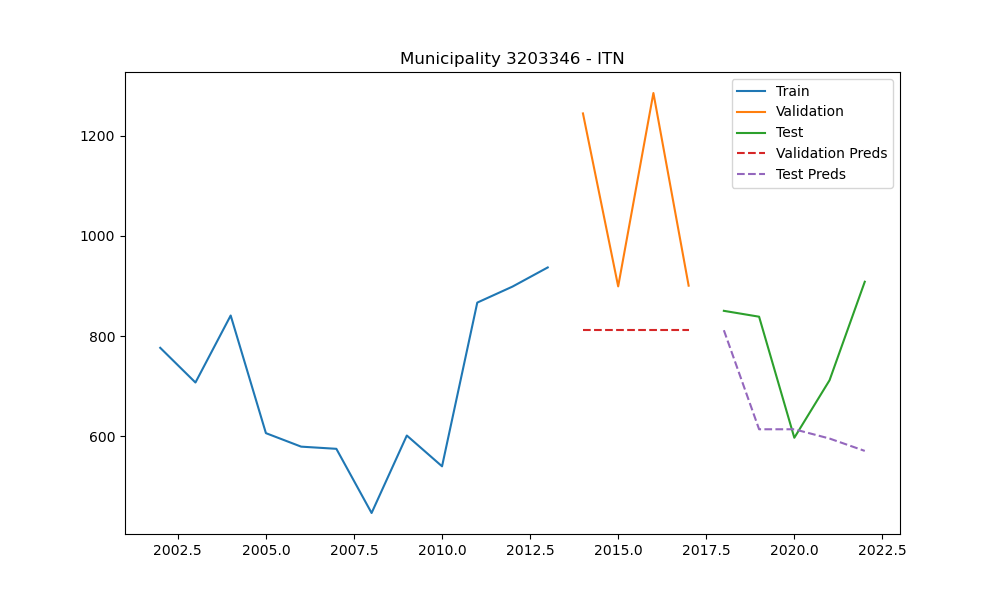 Municipality 3203346 - ITN
Train
Validation
Test
Validation Preds
Test Preds
1200
1000
800
600
2002.5 2005.0 2007.5 2010.0 2012.5 2015.0 2017.5 2020.0 2022.5